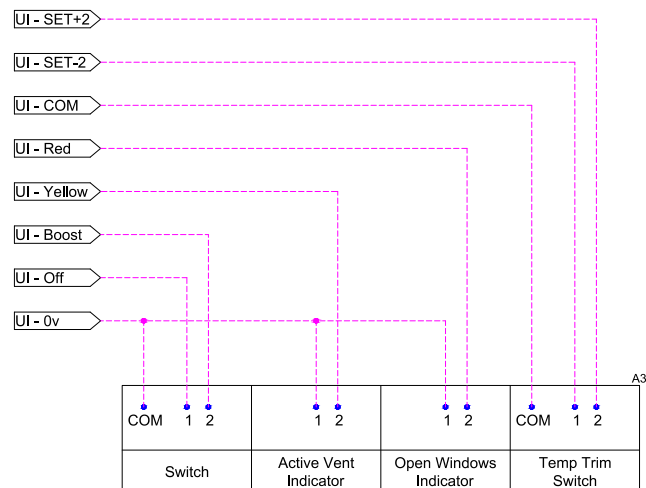 UI - SET+2
UI - SET-2
UI - COM
UI - Red
UI - Yellow
UI - Boost
UI - Off
UI - 0v
A3
COM 1 2 1 2 1 2 COM 1 2
Switch
Active Vent
Indicator
Open Windows
Indicator
Temp Trim
Switch